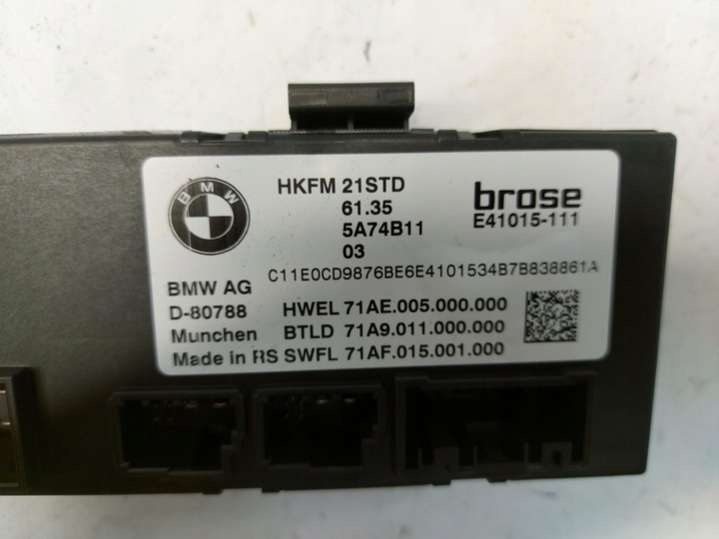 BMW
HKFM 21STD
brose
61.35
E41015-111
5A74B11
03
C11E0CD9876BE6E4101534B7B838861A
BMW AG
HWEL 71AE.005.000.000
D-80788
BTLD 71A9.011.000.000
Munchen
Made in RS SWFL 71AF.015.001.000